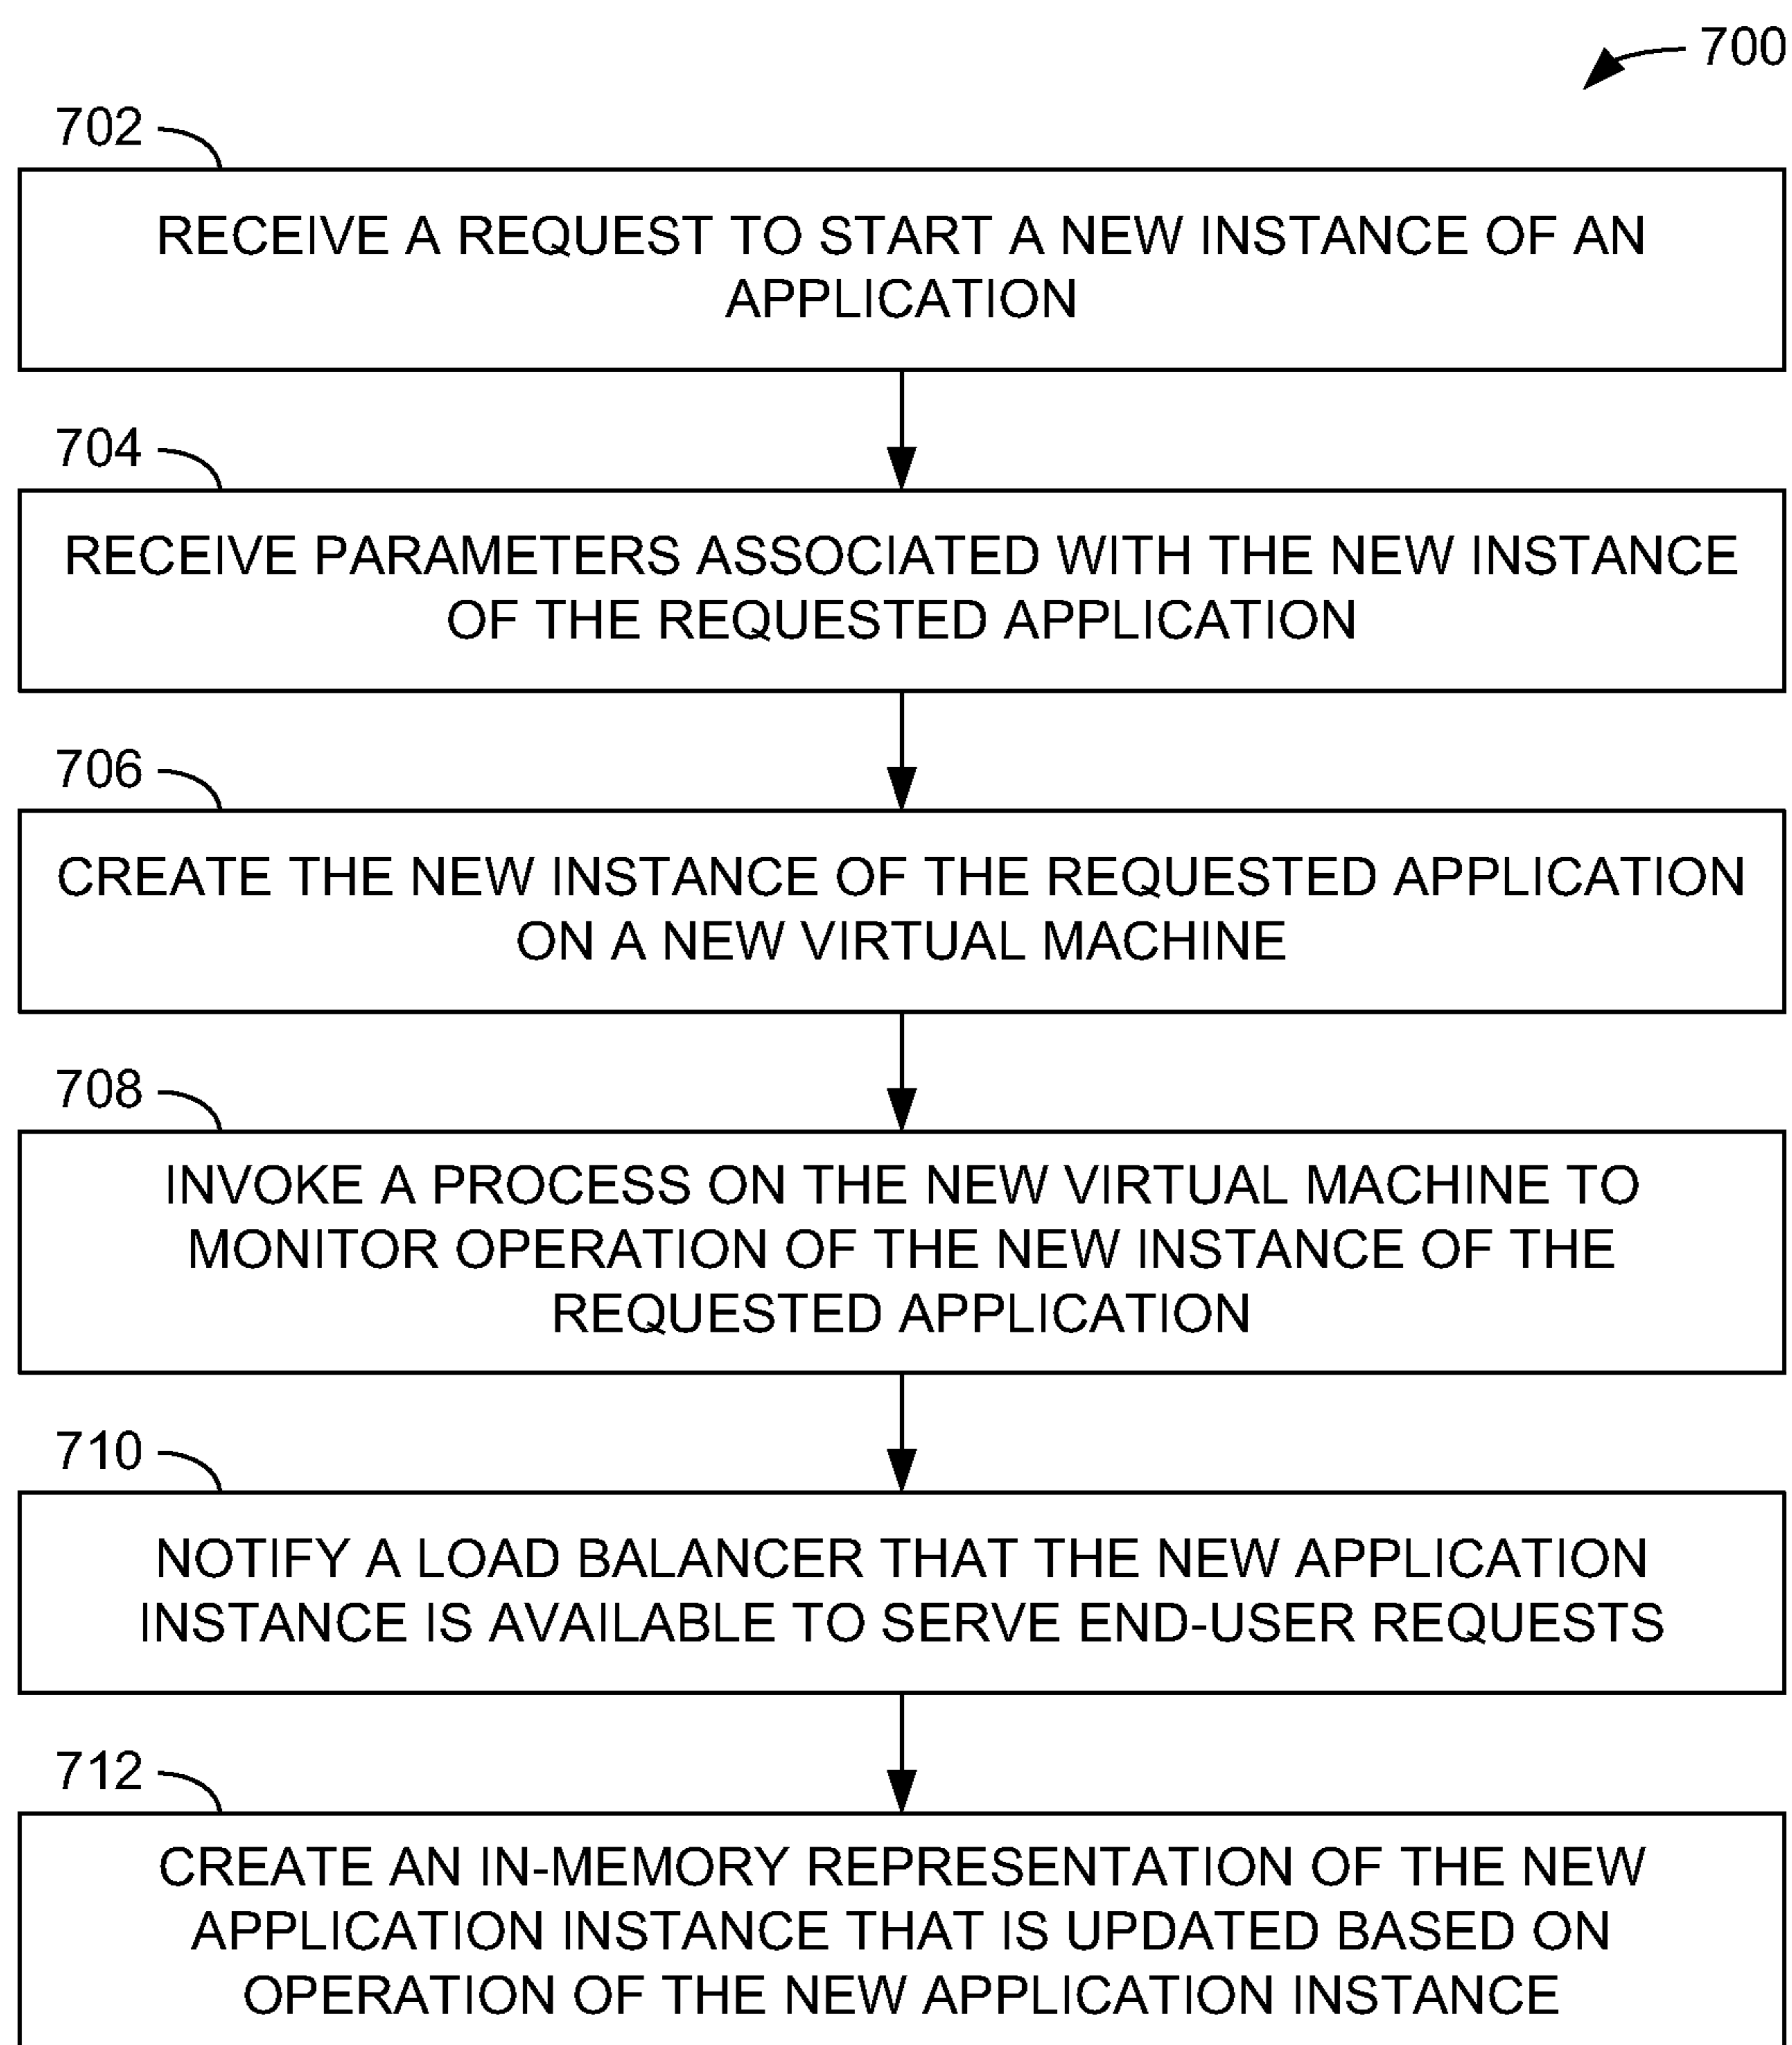 700
702
RECEIVE A REQUEST TO START A NEW INSTANCE OF AN
APPLICATION
704
RECEIVE PARAMETERS ASSOCIATED WITH THE NEW INSTANCE
OF THE REQUESTED APPLICATION
706
CREATE THE NEW INSTANCE OF THE REQUESTED APPLICATION
ON A NEW VIRTUAL MACHINE
708
INVOKE A PROCESS ON THE NEW VIRTUAL MACHINE TO
MONITOR OPERATION OF THE NEW INSTANCE OF THE
REQUESTED APPLICATION
710
NOTIFY A LOAD BALANCER THAT THE NEW APPLICATION
INSTANCE IS AVAILABLE TO SERVE END-USER REQUESTS
712
CREATE AN IN-MEMORY REPRESENTATION OF THE NEW
APPLICATION INSTANCE THAT IS UPDATED BASED ON
OPERATION OF THE NEW APPLICATION INSTANCE